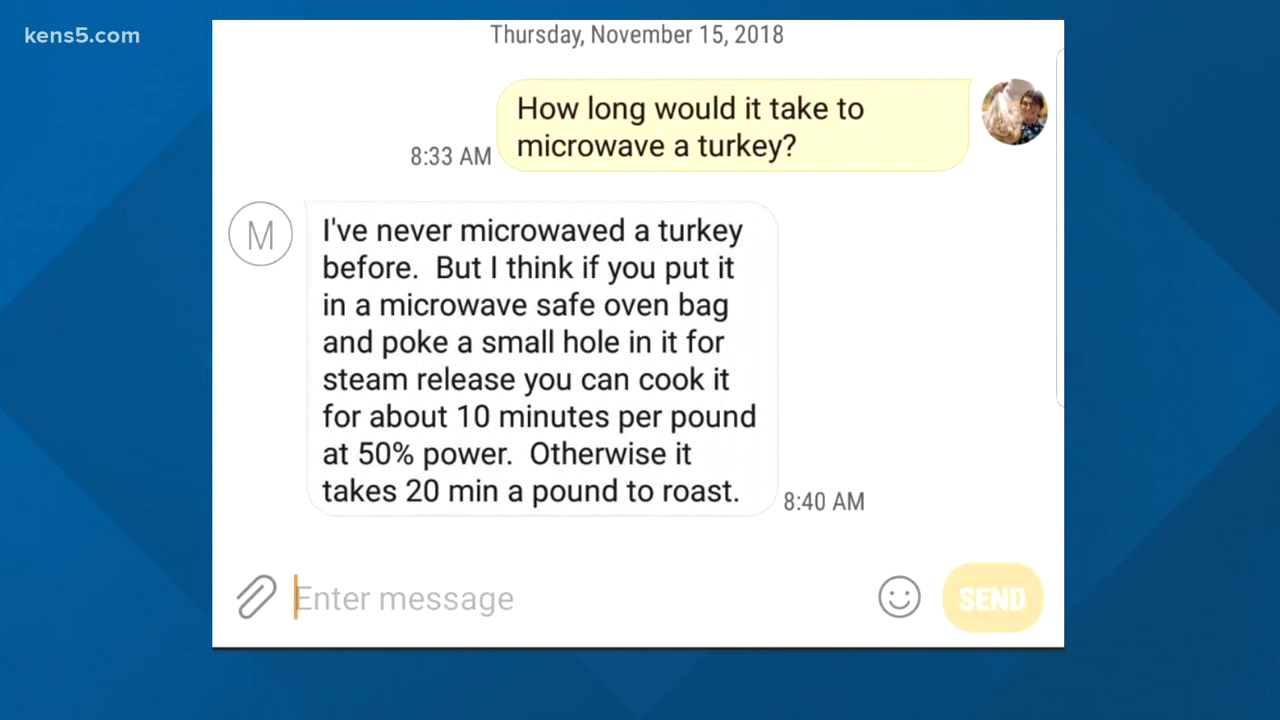 kens5.com
Thursday, November 15, 2018
How long would it take to
microwave a turkey?
8:33 AM
M
I've never microwaved a turkey
before.  But I think if you put it
in a microwave safe oven bag
and poke a small hole in it for
steam release you can cook it
for about 10 minutes per pound
at 50% power.  Otherwise it
takes 20 min a pound to roast.
8:40 AM
Enter message
SEND